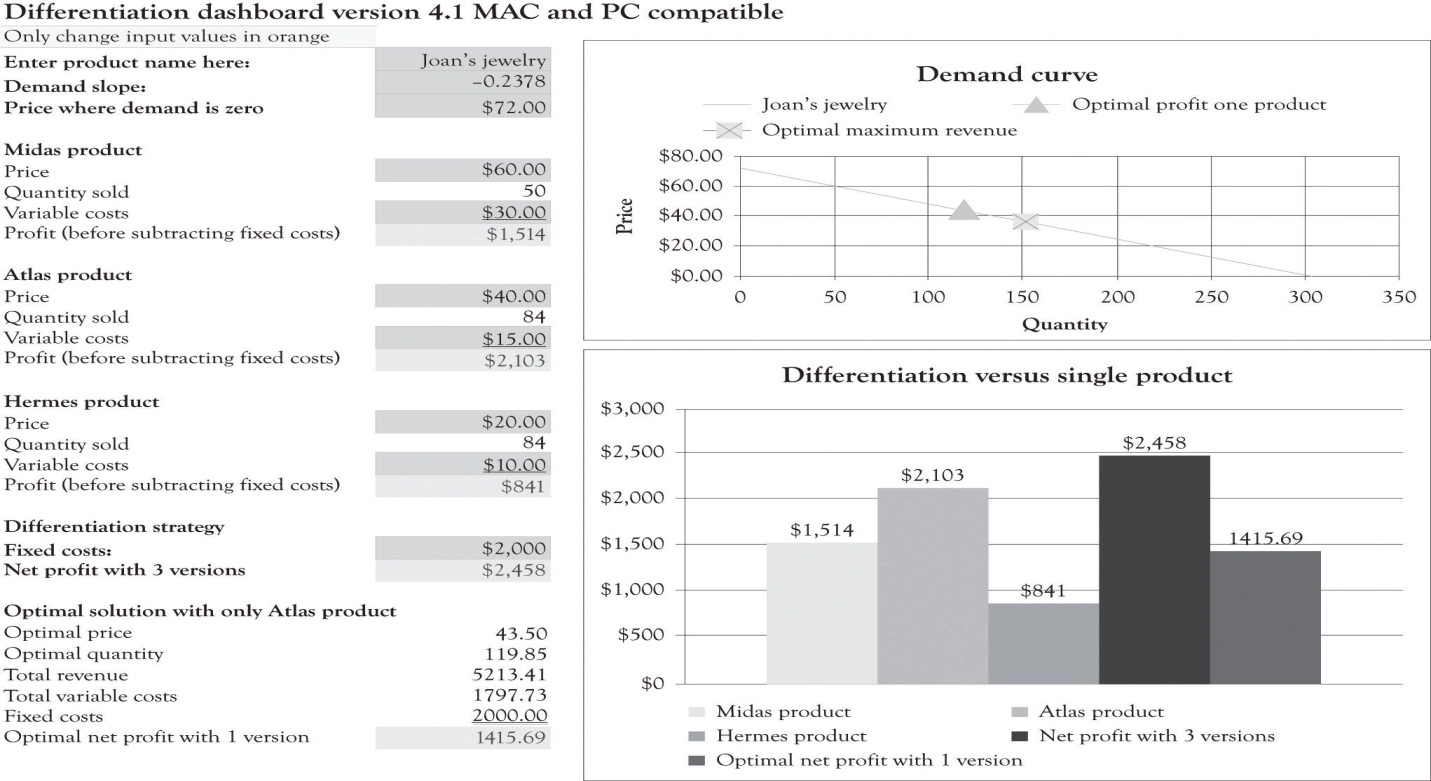 Differentiation dashboard version 4.1 MAC and PC compatible
Only change input values in orange
Enter product name here: Joan's jewelry
Demand slope: -0.2378
Price where demand is zero $72.00
Midas product
Price $60.00
Quantity sold 50
Variable costs $30.00
Profit (before subtracting fixed costs) $1,514
Atlas product
Price $40.00
Quantity sold 84
Variable costs $15.00
Profit (before subtracting fixed costs) $2,103
Hermes product
Price $20.00
Quantity sold 84
Variable costs $10.00
Profit (before subtracting fixed costs) $841
Differentiation strategy
Fixed costs: $2,000
Net profit with 3 versions $2,458
Optimal solution with only Atlas product
Optimal price 43.50
Optimal quantity 119.85
Total revenue 5213.41
Total variable costs 1797.73
Fixed costs 2000.00
Optimal net profit with 1 version 1415.69
Demand curve
Joan's jewelry Optimal profit one product
Optimal maximum revenue
$80.00
$60.00
$40.00
$20.00
$0.00
Price
0 50 100 150 200 250 300 350
Quantity
Differentiation versus single product
$3,000
$2,500
$2,000
$1,500
$1,000
$500
$0
$1,514
$2,103
$841
$2,458
1415.69
Midas product Atlas product
Hermes product Net profit with 3 versions
Optimal net profit with 1 version